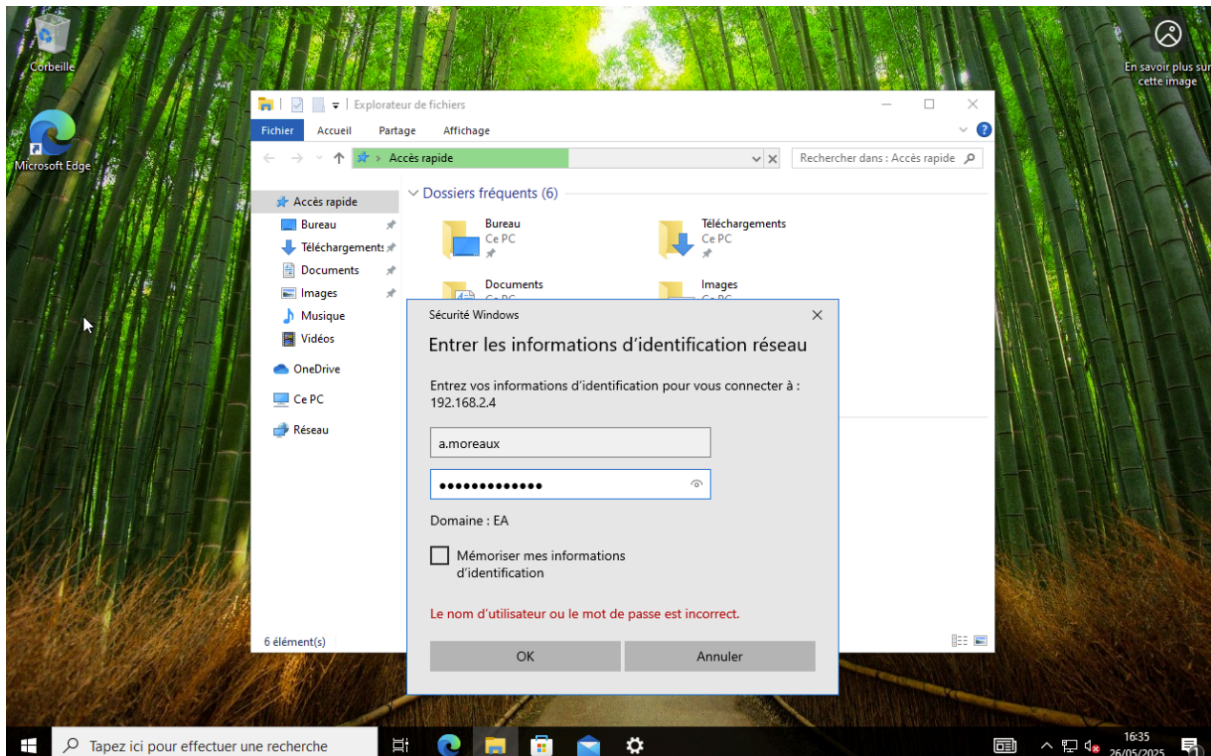 Corbeille
En savoir plus sur
cette image
Microsoft Edge
Explorateur de fichiers
Fichier Accueil Partage Affichage
Accès rapide
Rechercher dans : Accès rapide
Accès rapide
Bureau
Téléchargements
Documents
Images
Musique
Vidéos
OneDrive
Ce PC
Réseau
Dossiers fréquents (6)
Bureau
Ce PC
Téléchargements
Ce PC
Documents
Ce PC
Images
Ce PC
6 élément(s)
Sécurité Windows
Entrer les informations d’identification réseau
Entrez vos informations d’identification pour vous connecter à :
192.168.2.4
a.moreaux
•••••••••••••
Domaine : EA
Mémoriser mes informations
d’identification
Le nom d’utilisateur ou le mot de passe est incorrect.
OK Annuler
Tapez ici pour effectuer une recherche
16:35
26/05/2025
1